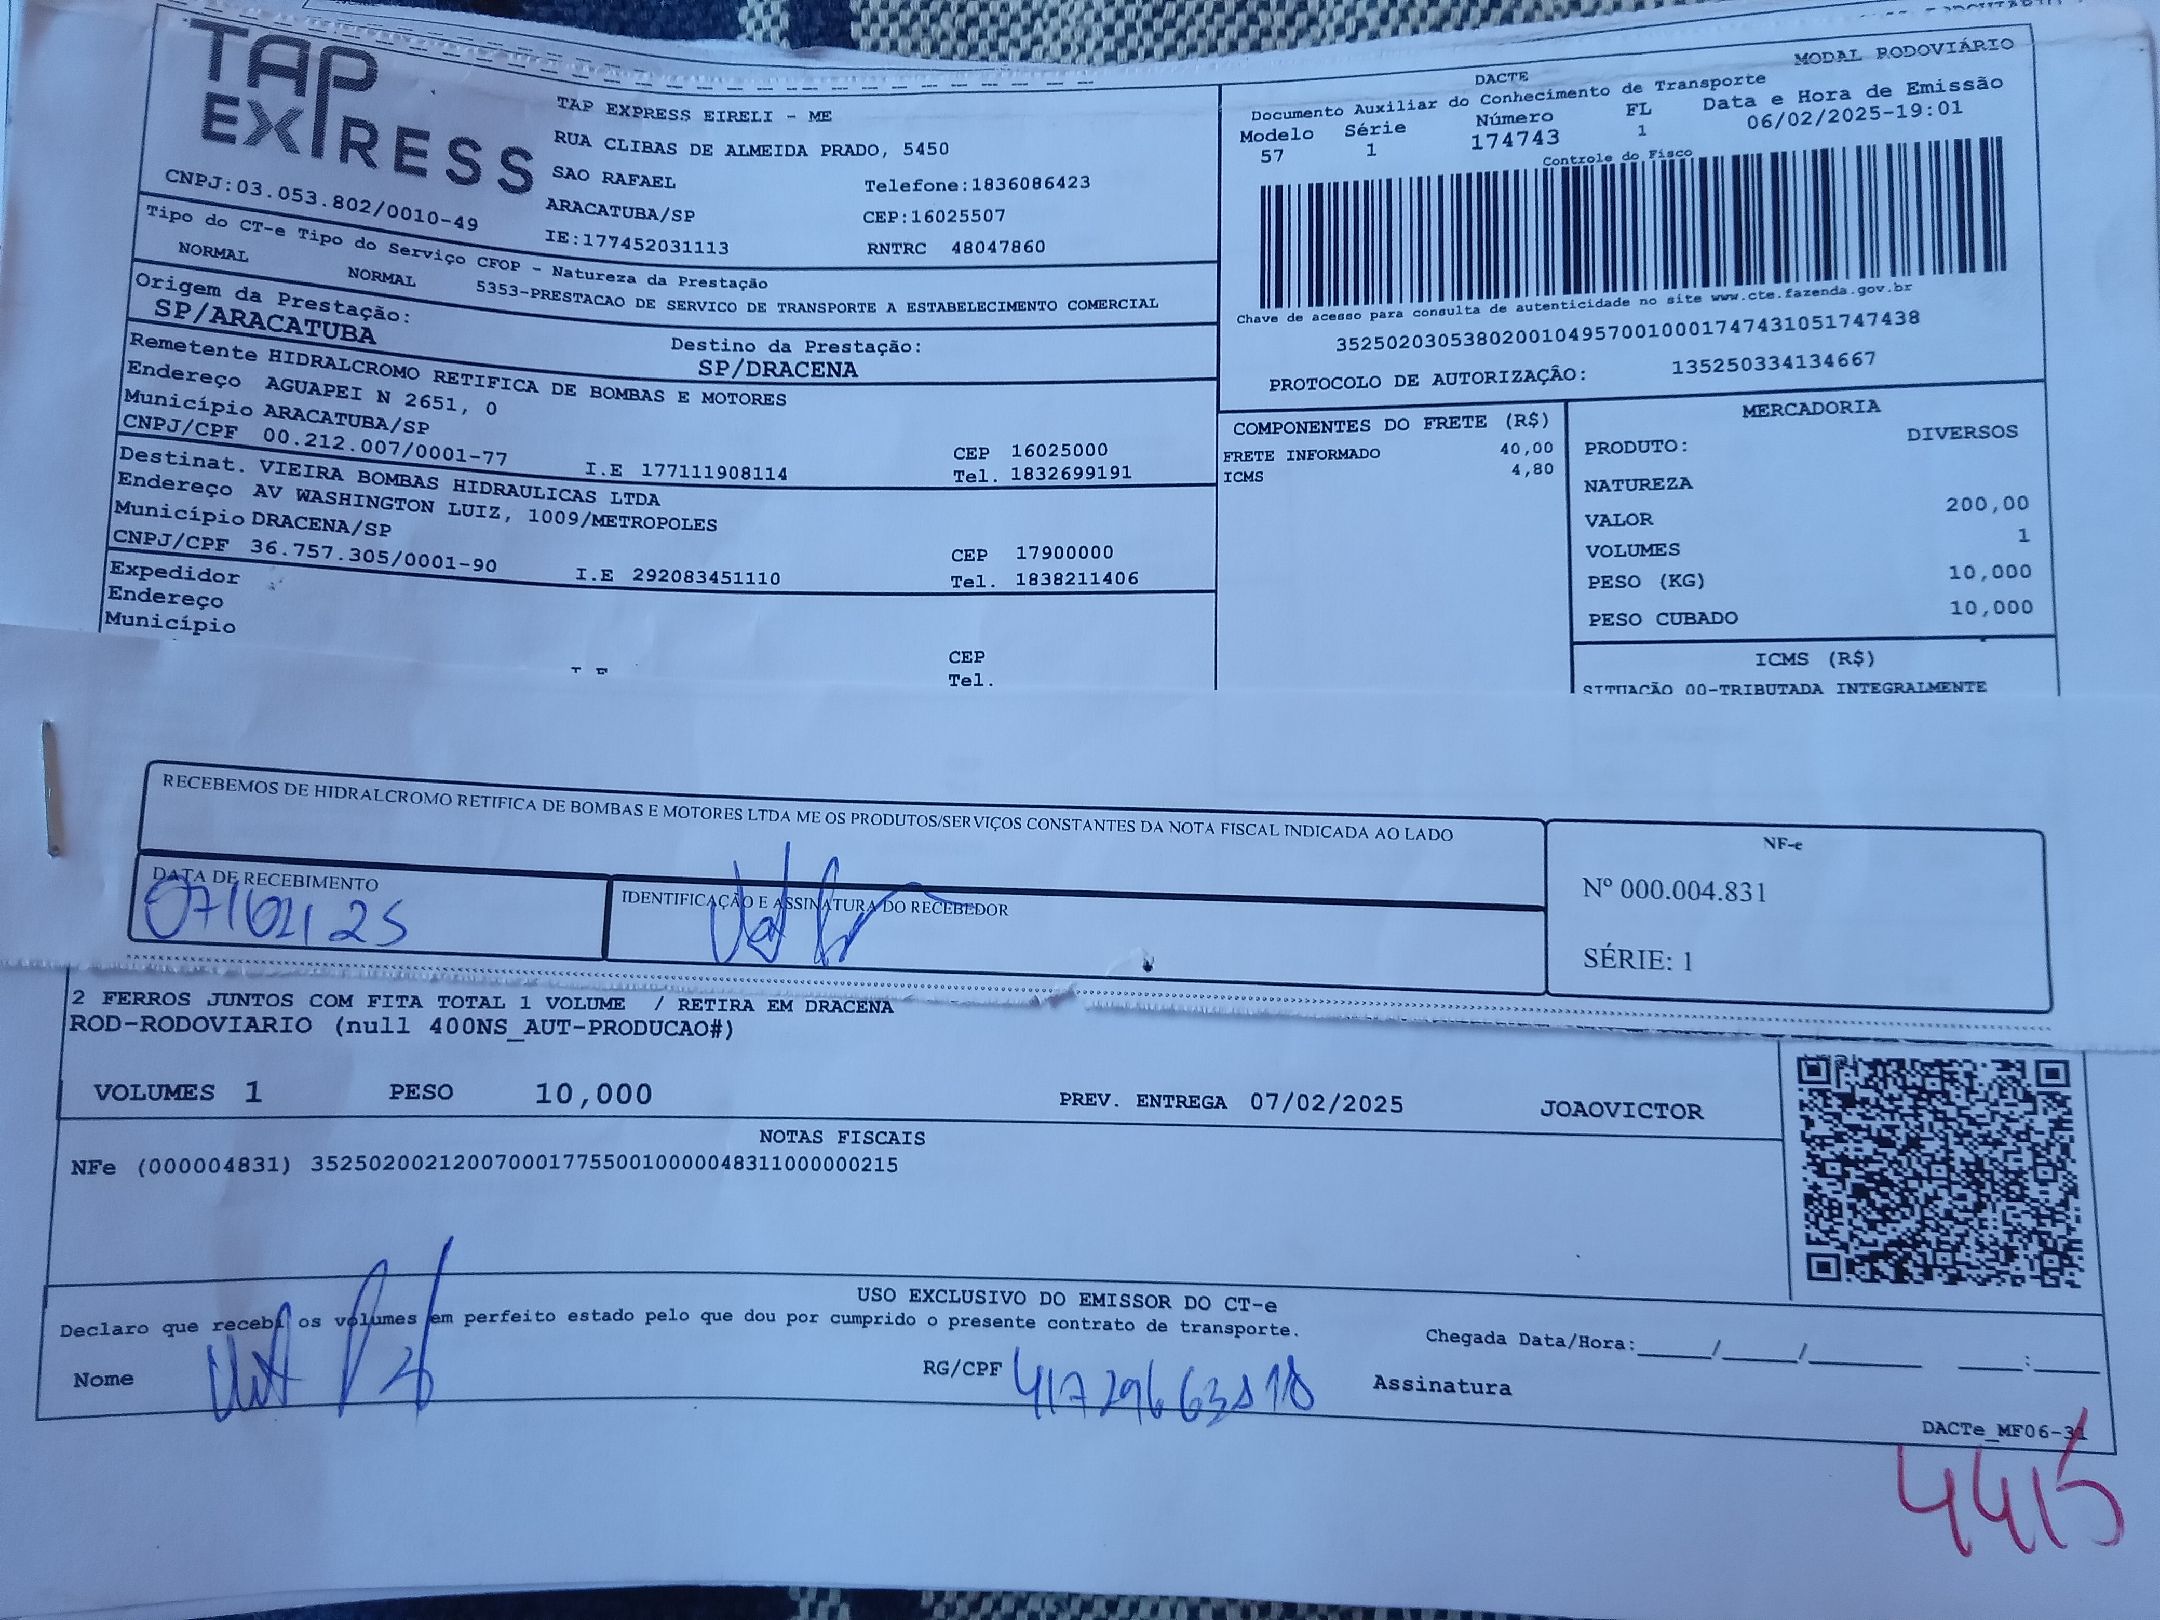 TAP
EXPRESS
TAP EXPRESS EIRELI - ME
RUA CLIBAS DE ALMEIDA PRADO, 5450
SAO RAFAEL
Telefone:1836086423
ARACATUBA/SP
CEP:16025507
CNPJ:03.053.802/0010-49
IE:177452031113
RNTRC 48047860
MODAL RODOVIÁRIO
DACTE
Documento Auxiliar do Conhecimento de Transporte
Modelo Série Número FL Data e Hora de Emissão
57 1 174743 1 06/02/2025-19:01
Controle do Fisco
Chave de acesso para consulta de autenticidade no site www.cte.fazenda.gov.br
35250203053802001049570010001747431051747438
PROTOCOLO DE AUTORIZAÇÃO: 135250334134667
Tipo do CT-e Tipo do Serviço CFOP - Natureza da Prestação
NORMAL NORMAL 5353-PRESTACAO DE SERVICO DE TRANSPORTE A ESTABELECIMENTO COMERCIAL
Origem da Prestação:
SP/ARACATUBA
Destino da Prestação:
SP/DRACENA
Remetente HIDRALCROMO RETIFICA DE BOMBAS E MOTORES
Endereço AGUAPEI N 2651, 0
Município ARACATUBA/SP CEP 16025000
CNPJ/CPF 00.212.007/0001-77 I.E 177111908114 Tel. 1832699191
Destinat. VIEIRA BOMBAS HIDRAULICAS LTDA
Endereço AV WASHINGTON LUIZ, 1009/METROPOLES
Município DRACENA/SP CEP 17900000
CNPJ/CPF 36.757.305/0001-90 I.E 292083451110 Tel. 1838211406
Expedidor
Endereço
Município
CEP
Tel.
COMPONENTES DO FRETE (R$)
FRETE INFORMADO 40,00
ICMS 4,80
MERCADORIA
PRODUTO: DIVERSOS
NATUREZA
VALOR 200,00
VOLUMES 1
PESO (KG) 10,000
PESO CUBADO 10,000
ICMS (R$)
SITUAÇÃO 00-TRIBUTADA INTEGRALMENTE
RECEBEMOS DE HIDRALCROMO RETIFICA DE BOMBAS E MOTORES LTDA ME OS PRODUTOS/SERVIÇOS CONSTANTES DA NOTA FISCAL INDICADA AO LADO
DATA DE RECEBIMENTO
07/02/25
IDENTIFICAÇÃO E ASSINATURA DO RECEBEDOR
NF-e
Nº 000.004.831
SÉRIE: 1
2 FERROS JUNTOS COM FITA TOTAL 1 VOLUME / RETIRA EM DRACENA
ROD-RODOVIARIO (null 400NS_AUT-PRODUCAO#)
VOLUMES 1 PESO 10,000 PREV. ENTREGA 07/02/2025 JOAOVICTOR
NOTAS FISCAIS
NFe (000004831) 35250200212007000177550010000048311000000215
USO EXCLUSIVO DO EMISSOR DO CT-e
Declaro que recebi os volumes em perfeito estado pelo que dou por cumprido o presente contrato de transporte.
Chegada Data/Hora:_____/_____/_______ ____:____
Nome RG/CPF Assinatura
DACTe_MF06-31
4415